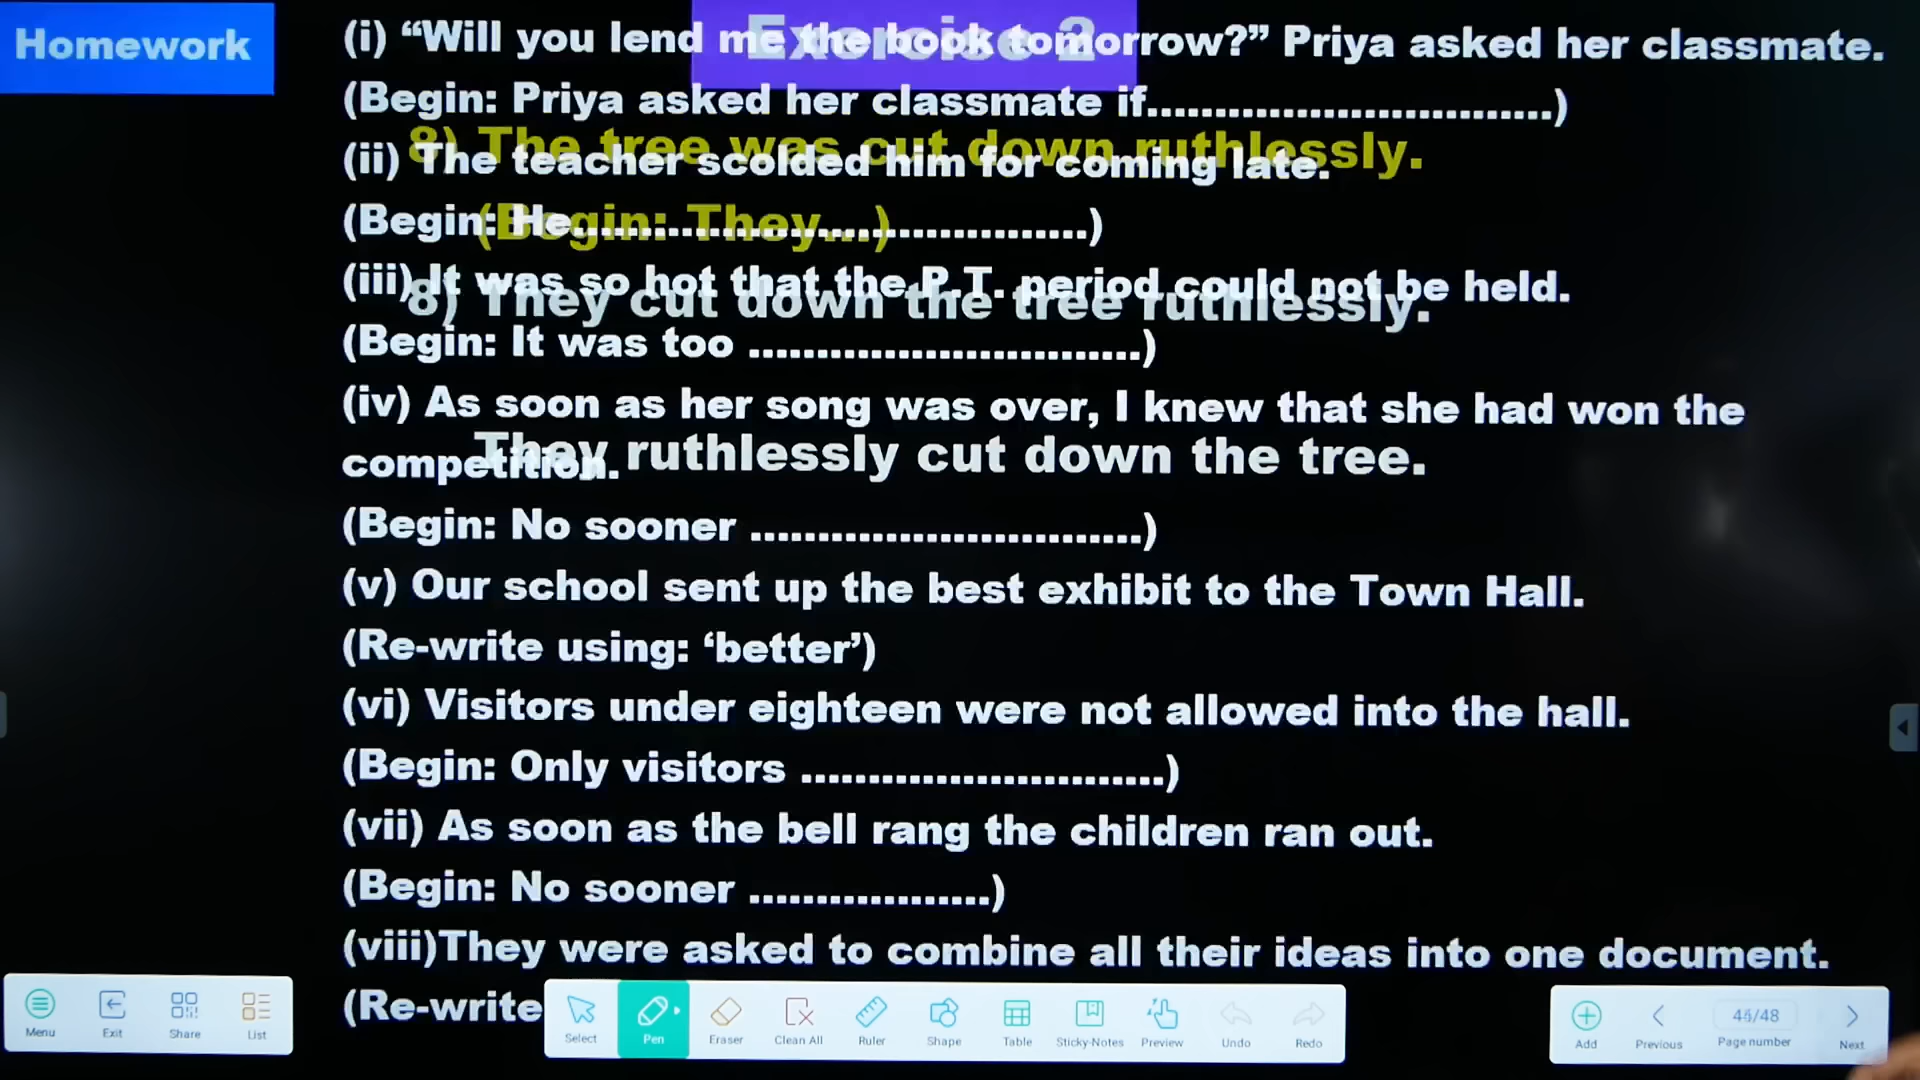 Homework
Exercise 2
(i) “Will you lend me the book tomorrow?” Priya asked her classmate.
(Begin: Priya asked her classmate if..............................)
8) The tree was cut down ruthlessly.
(ii) The teacher scolded him for coming late.
(Begin: They...)
(Begin: He......................................)
(iii) It was so hot that the P.T. period could not be held.
8) They cut down the tree ruthlessly.
(Begin: It was too .............................)
(iv) As soon as her song was over, I knew that she had won the
They ruthlessly cut down the tree.
competition.
(Begin: No sooner .............................)
(v) Our school sent up the best exhibit to the Town Hall.
(Re-write using: ‘better’)
(vi) Visitors under eighteen were not allowed into the hall.
(Begin: Only visitors ...........................)
(vii) As soon as the bell rang the children ran out.
(Begin: No sooner ..................)
(viii)They were asked to combine all their ideas into one document.
(Re-write
Menu Exit Share List
Select Pen Eraser Clean All Ruler Shape Table Sticky-Notes Preview Undo Redo
Add Previous Page number Next